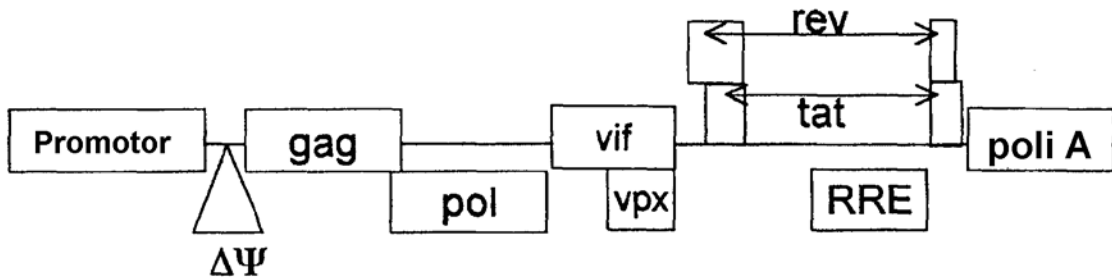 rev
tat
Promotor
gag
vif
poli A
pol
vpx
RRE
ΔΨ